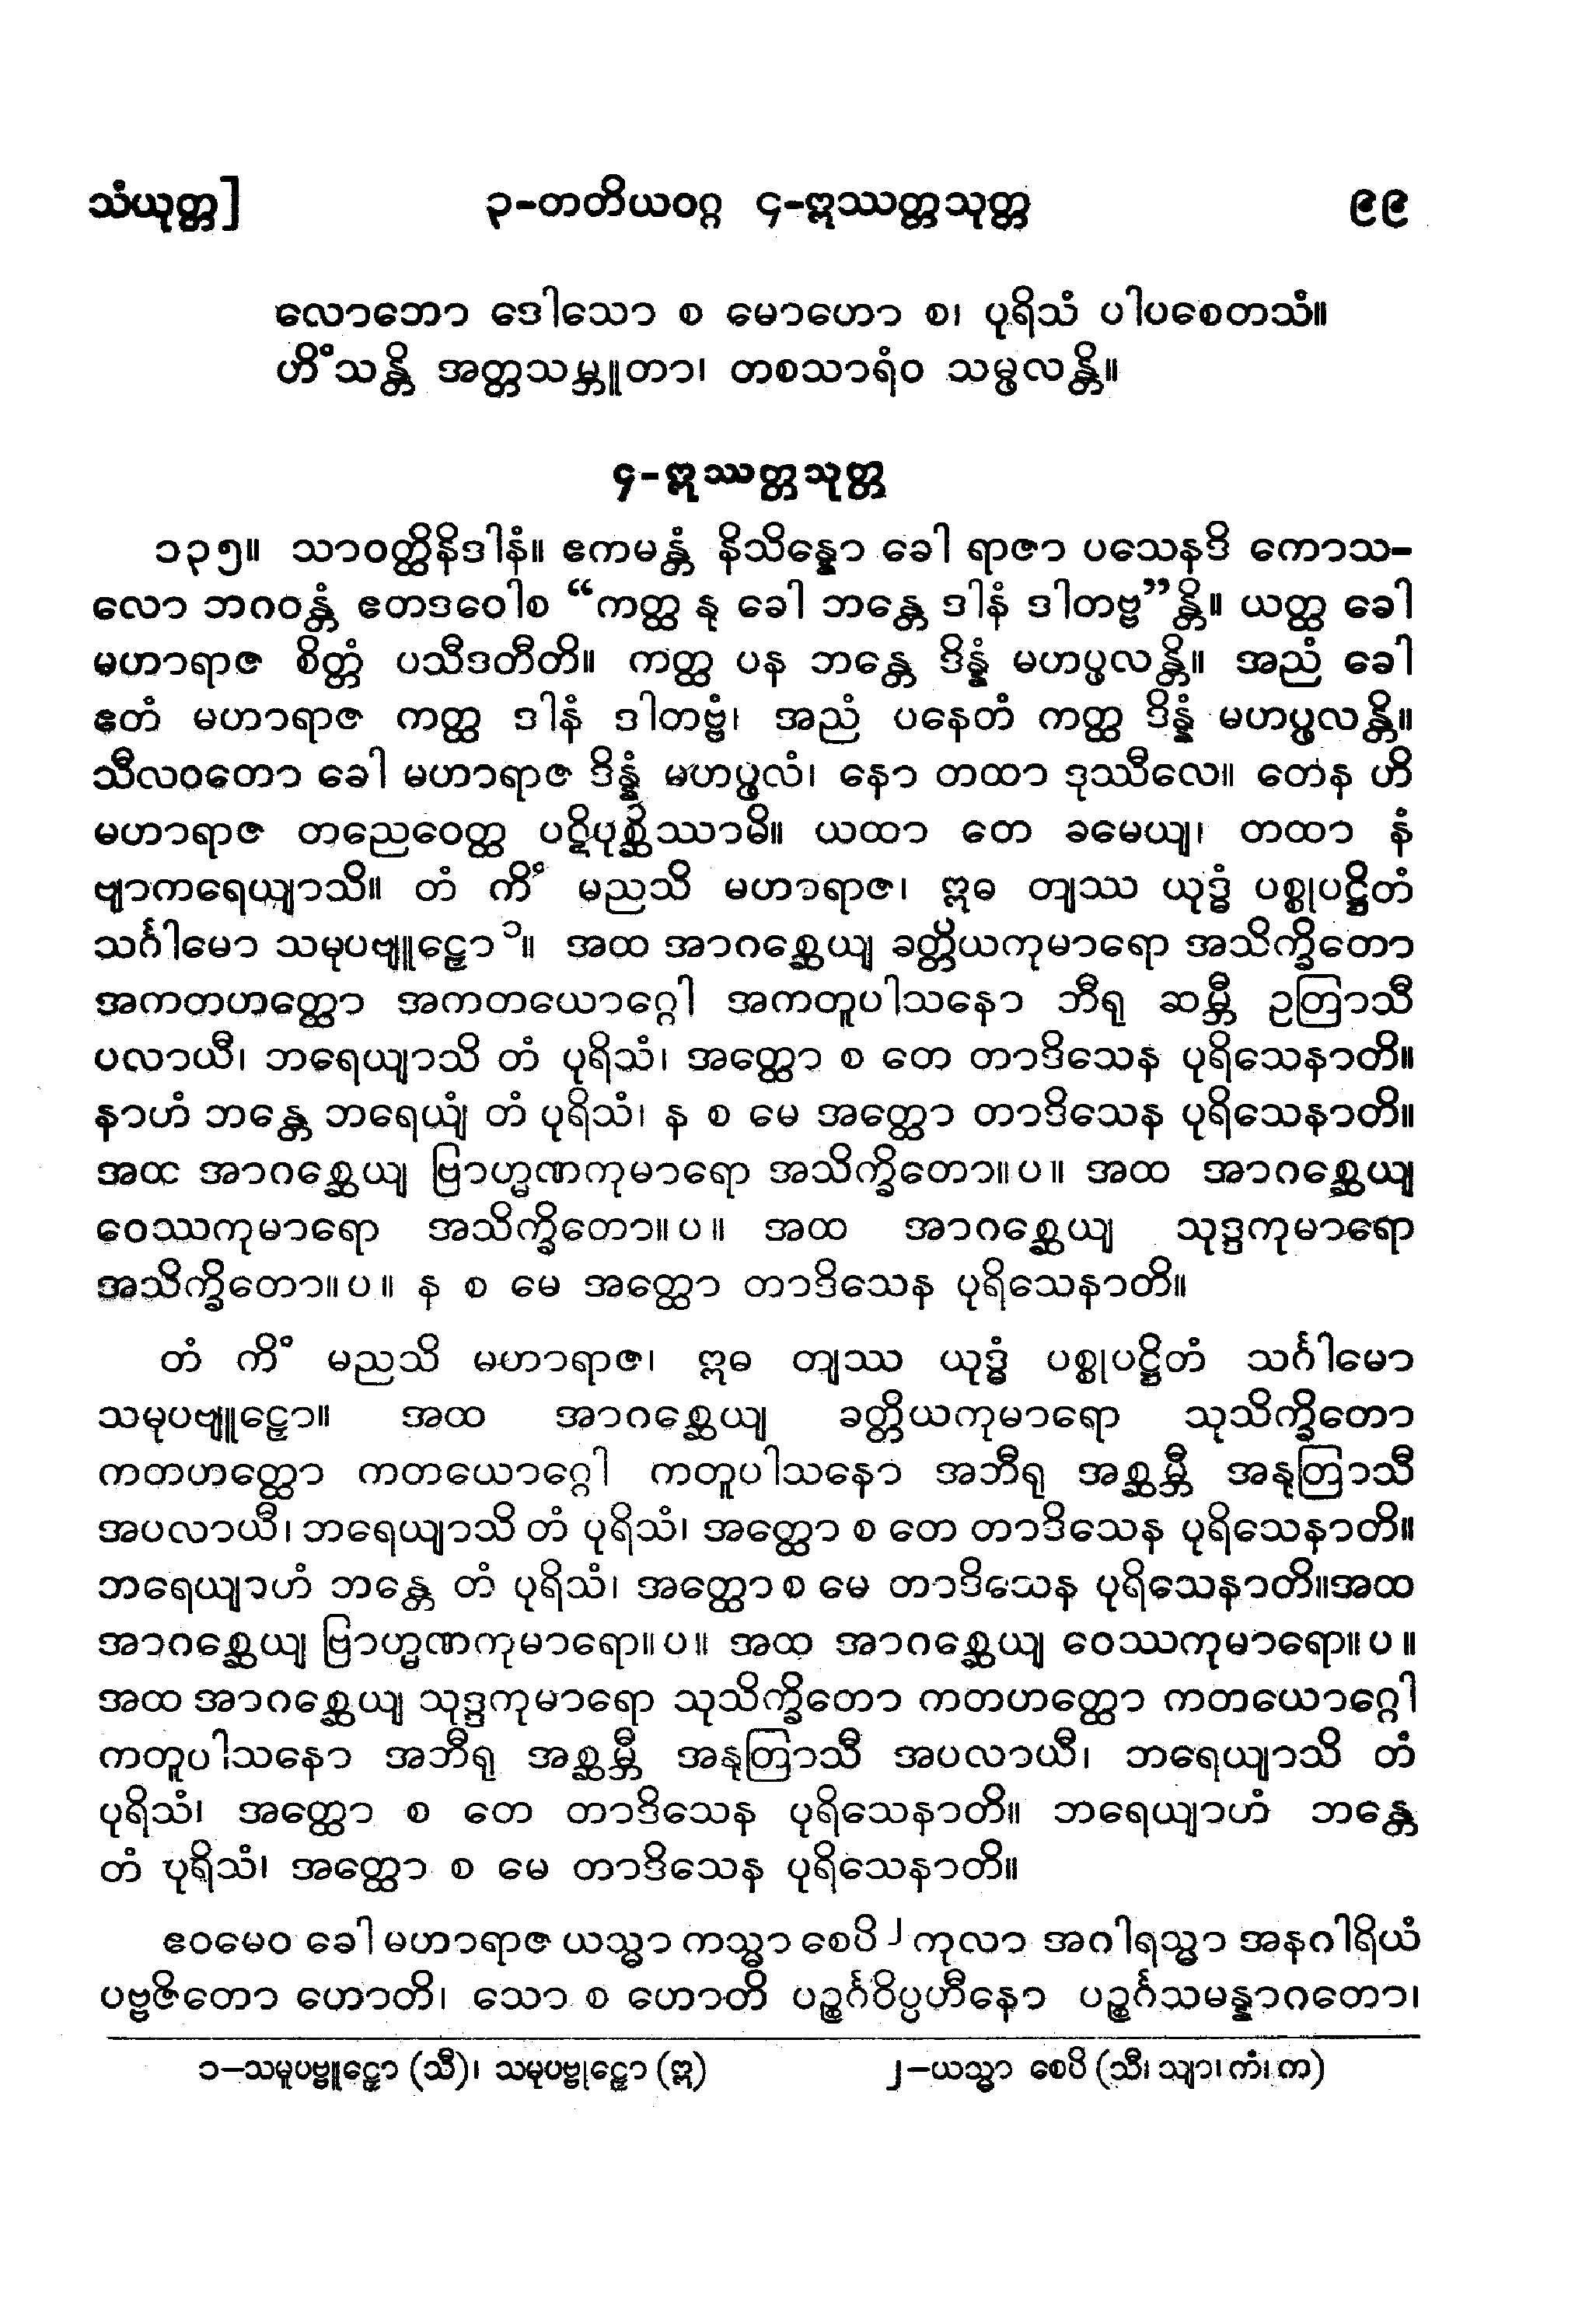 သံယုတ္တ] ၃-တတိယဝဂ္ဂ ၄-ဣဿတ္တသုတ္တ ၉၉
လောဘော ဒေါသော စ မောဟော စ၊ ပုရိသံ ပါပစေတသံ။
ဟိံသန္တိ အတ္တသမ္ဘူတာ၊ တစသာရံဝ သမ္ဖလန္တိ။
၄-ဣဿတ္တသုတ္တ
၁၃၅။ သာဝတ္ထိနိဒါနံ။ ဧကမန္တံ နိသိန္နော ခေါ ရာဇာ ပသေနဒိ ကောသ-
လော ဘဂဝန္တံ ဧတဒဝေါစ “ကတ္ထ နု ခေါ ဘန္တေ ဒါနံ ဒါတဗ္ဗ”န္တိ။ ယတ္ထ ခေါ
မဟာရာဇ စိတ္တံ ပသီဒတီတိ။ ကတ္ထ ပန ဘန္တေ ဒိန္နံ မဟပ္ဖလန္တိ။ အညံ ခေါ
ဧတံ မဟာရာဇ ကတ္ထ ဒါနံ ဒါတဗ္ဗံ၊ အညံ ပနေတံ ကတ္ထ ဒိန္နံ မဟပ္ဖလန္တိ။
သီလဝတော ခေါ မဟာရာဇ ဒိန္နံ မဟပ္ဖလံ၊ နော တထာ ဒုဿီလေ။ တေန ဟိ
မဟာရာဇ တညေဝေတ္ထ ပဋိပုစ္ဆိဿာမိ။ ယထာ တေ ခမေယျ၊ တထာ နံ
ဗျာကရေယျာသိ။ တံ ကိံ မညသိ မဟာရာဇ၊ ဣဓ တျဿ ယုဒ္ဓံ ပစ္စုပဋ္ဌိတံ
သင်္ဂါမော သမုပဗျူဠှော၁။ အထ အာဂစ္ဆေယျ ခတ္တိယကုမာရော အသိက္ခိတော
အကတဟတ္ထော အကတယောဂ္ဂေါ အကတူပါသနော ဘီရု ဆမ္ဘီ ဥတြာသီ
ပလာယီ၊ ဘရေယျာသိ တံ ပုရိသံ၊ အတ္ထော စ တေ တာဒိသေန ပုရိသေနာတိ။
နာဟံ ဘန္တေ ဘရေယျံ တံ ပုရိသံ၊ န စ မေ အတ္ထော တာဒိသေန ပုရိသေနာတိ။
အထ အာဂစ္ဆေယျ ဗြာဟ္မဏကုမာရော အသိက္ခိတော။ပ။ အထ အာဂစ္ဆေယျ
ဝေဿကုမာရော အသိက္ခိတော။ပ။ အထ အာဂစ္ဆေယျ သုဒ္ဒကုမာရော
အသိက္ခိတော။ပ။ န စ မေ အတ္ထော တာဒိသေန ပုရိသေနာတိ။
တံ ကိံ မညသိ မဟာရာဇ၊ ဣဓ တျဿ ယုဒ္ဓံ ပစ္စုပဋ္ဌိတံ သင်္ဂါမော
သမုပဗျူဠှော။ အထ အာဂစ္ဆေယျ ခတ္တိယကုမာရော သုသိက္ခိတော
ကတဟတ္ထော ကတယောဂ္ဂေါ ကတူပါသနော အဘီရု အစ္ဆမ္ဘီ အနုတြာသီ
အပလာယီ၊ ဘရေယျာသိ တံ ပုရိသံ၊ အတ္ထော စ တေ တာဒိသေန ပုရိသေနာတိ။
ဘရေယျာဟံ ဘန္တေ တံ ပုရိသံ၊ အတ္ထော စ မေ တာဒိသေန ပုရိသေနာတိ။အထ
အာဂစ္ဆေယျ ဗြာဟ္မဏကုမာရော။ပ။ အထ အာဂစ္ဆေယျ ဝေဿကုမာရော။ပ။
အထ အာဂစ္ဆေယျ သုဒ္ဒကုမာရော သုသိက္ခိတော ကတဟတ္ထော ကတယောဂ္ဂေါ
ကတူပါသနော အဘီရု အစ္ဆမ္ဘီ အနုတြာသီ အပလာယီ၊ ဘရေယျာသိ တံ
ပုရိသံ၊ အတ္ထော စ တေ တာဒိသေန ပုရိသေနာတိ။ ဘရေယျာဟံ ဘန္တေ
တံ ပုရိသံ၊ အတ္ထော စ မေ တာဒိသေန ပုရိသေနာတိ။
ဧဝမေဝ ခေါ မဟာရာဇ ယသ္မာ ကသ္မာ စေပိ၂ ကုလာ အဂါရသ္မာ အနဂါရိယံ
ပဗ္ဗဇိတော ဟောတိ၊ သော စ ဟောတိ ပဉ္စင်္ဂဝိပ္ပဟီနော ပဉ္စင်္ဂသမန္နာဂတော၊
၁-သမူပဗ္ဗူဠှော (သီ)၊ သမုပဗ္ဗုဠှော (ဣ) ၂-ယသ္မာ စေပိ (သီ၊ သျာ၊ ကံ၊ က)